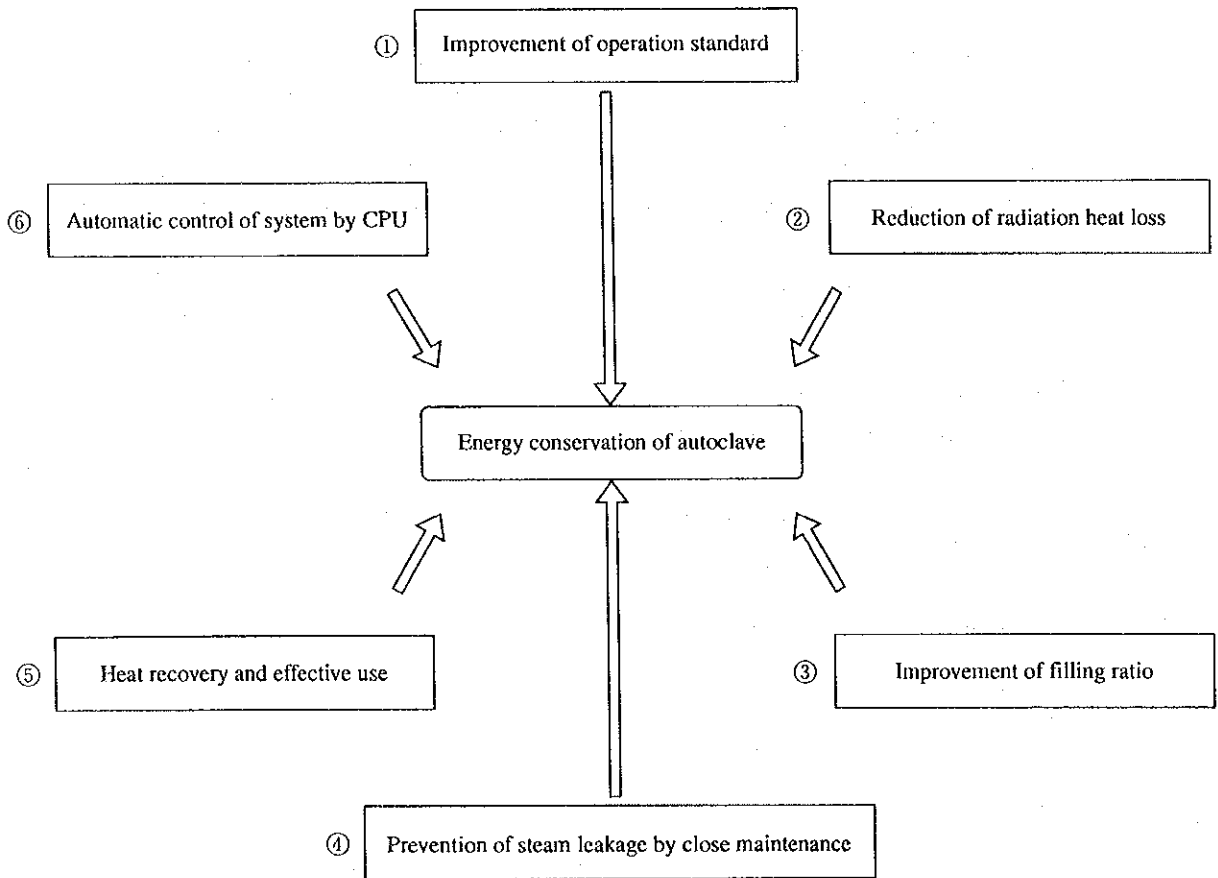 ① Improvement of operation standard
⑥ Automatic control of system by CPU
② Reduction of radiation heat loss
Energy conservation of autoclave
⑤ Heat recovery and effective use
③ Improvement of filling ratio
④ Prevention of steam leakage by close maintenance